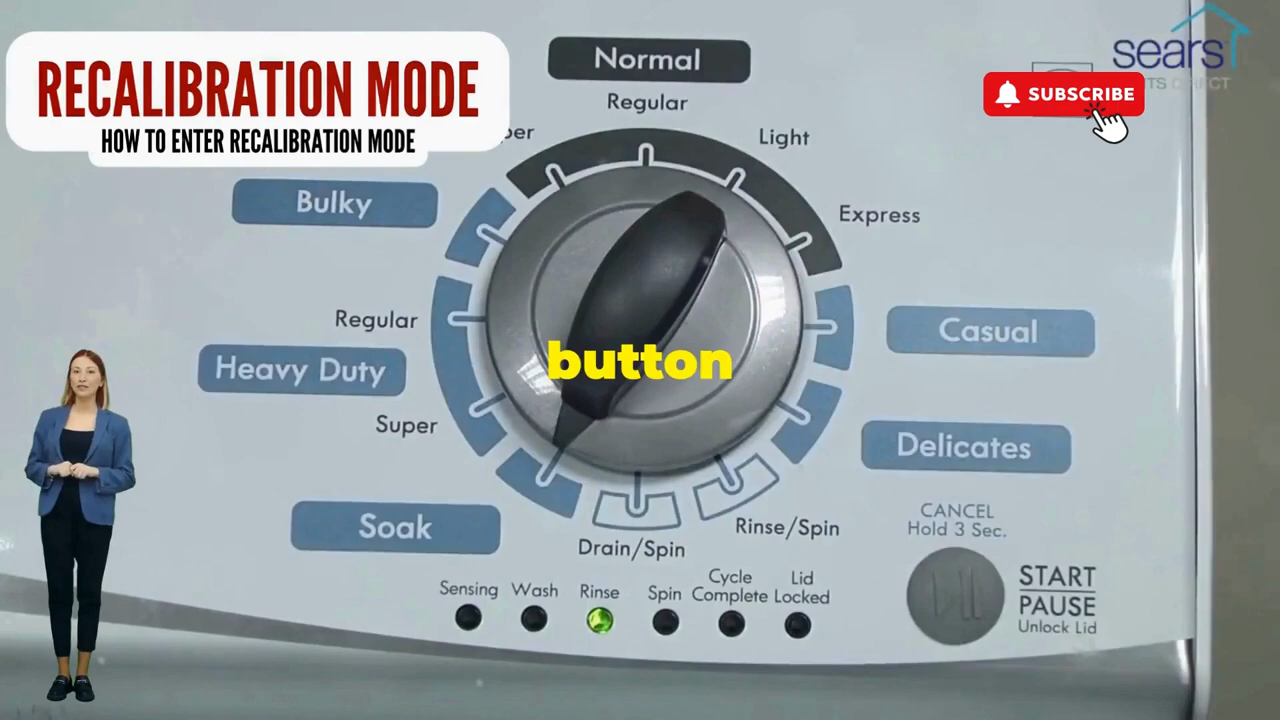 RECALIBRATION MODE
HOW TO ENTER RECALIBRATION MODE
sears
SUBSCRIBE
Normal
Regular
Light
Express
Bulky
Regular
Heavy Duty
Super
button
Casual
Delicates
Soak
Drain/Spin
Rinse/Spin
CANCEL
Hold 3 Sec.
Sensing
Wash
Rinse
Spin
Cycle
Complete
Lid
Locked
START
PAUSE
Unlock Lid